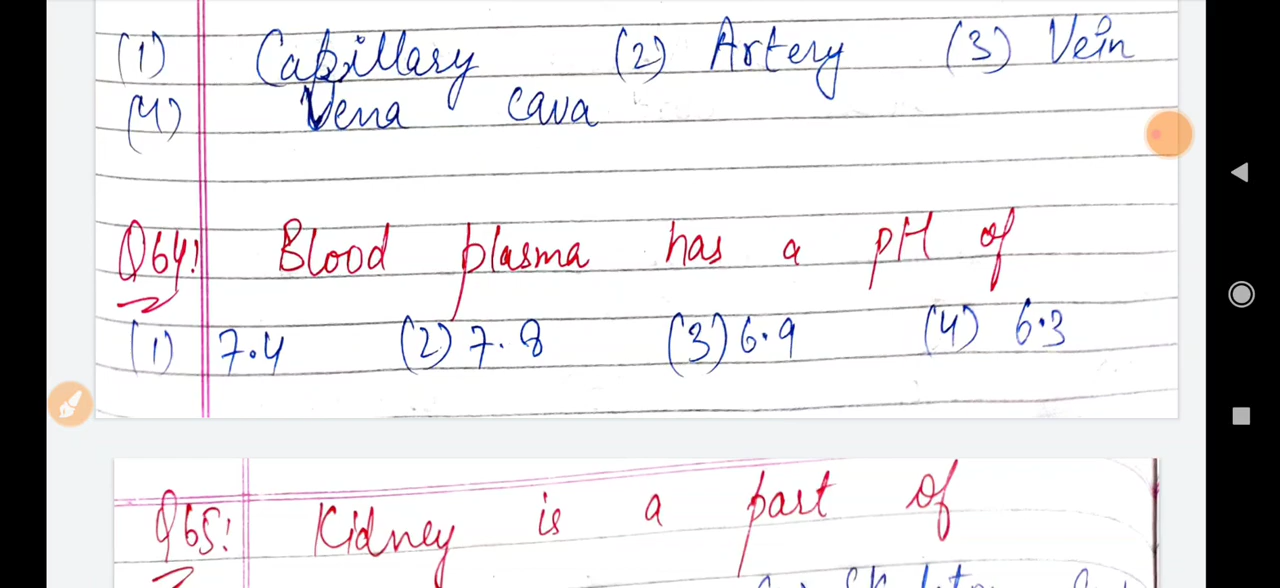 (1) Capillary (2) Artery (3) Vein
(4) Vena cava
Q64! Blood plasma has a pH of
(1) 7.4 (2) 7.8 (3) 6.9 (4) 6.3
Q65! Kidney is a part of